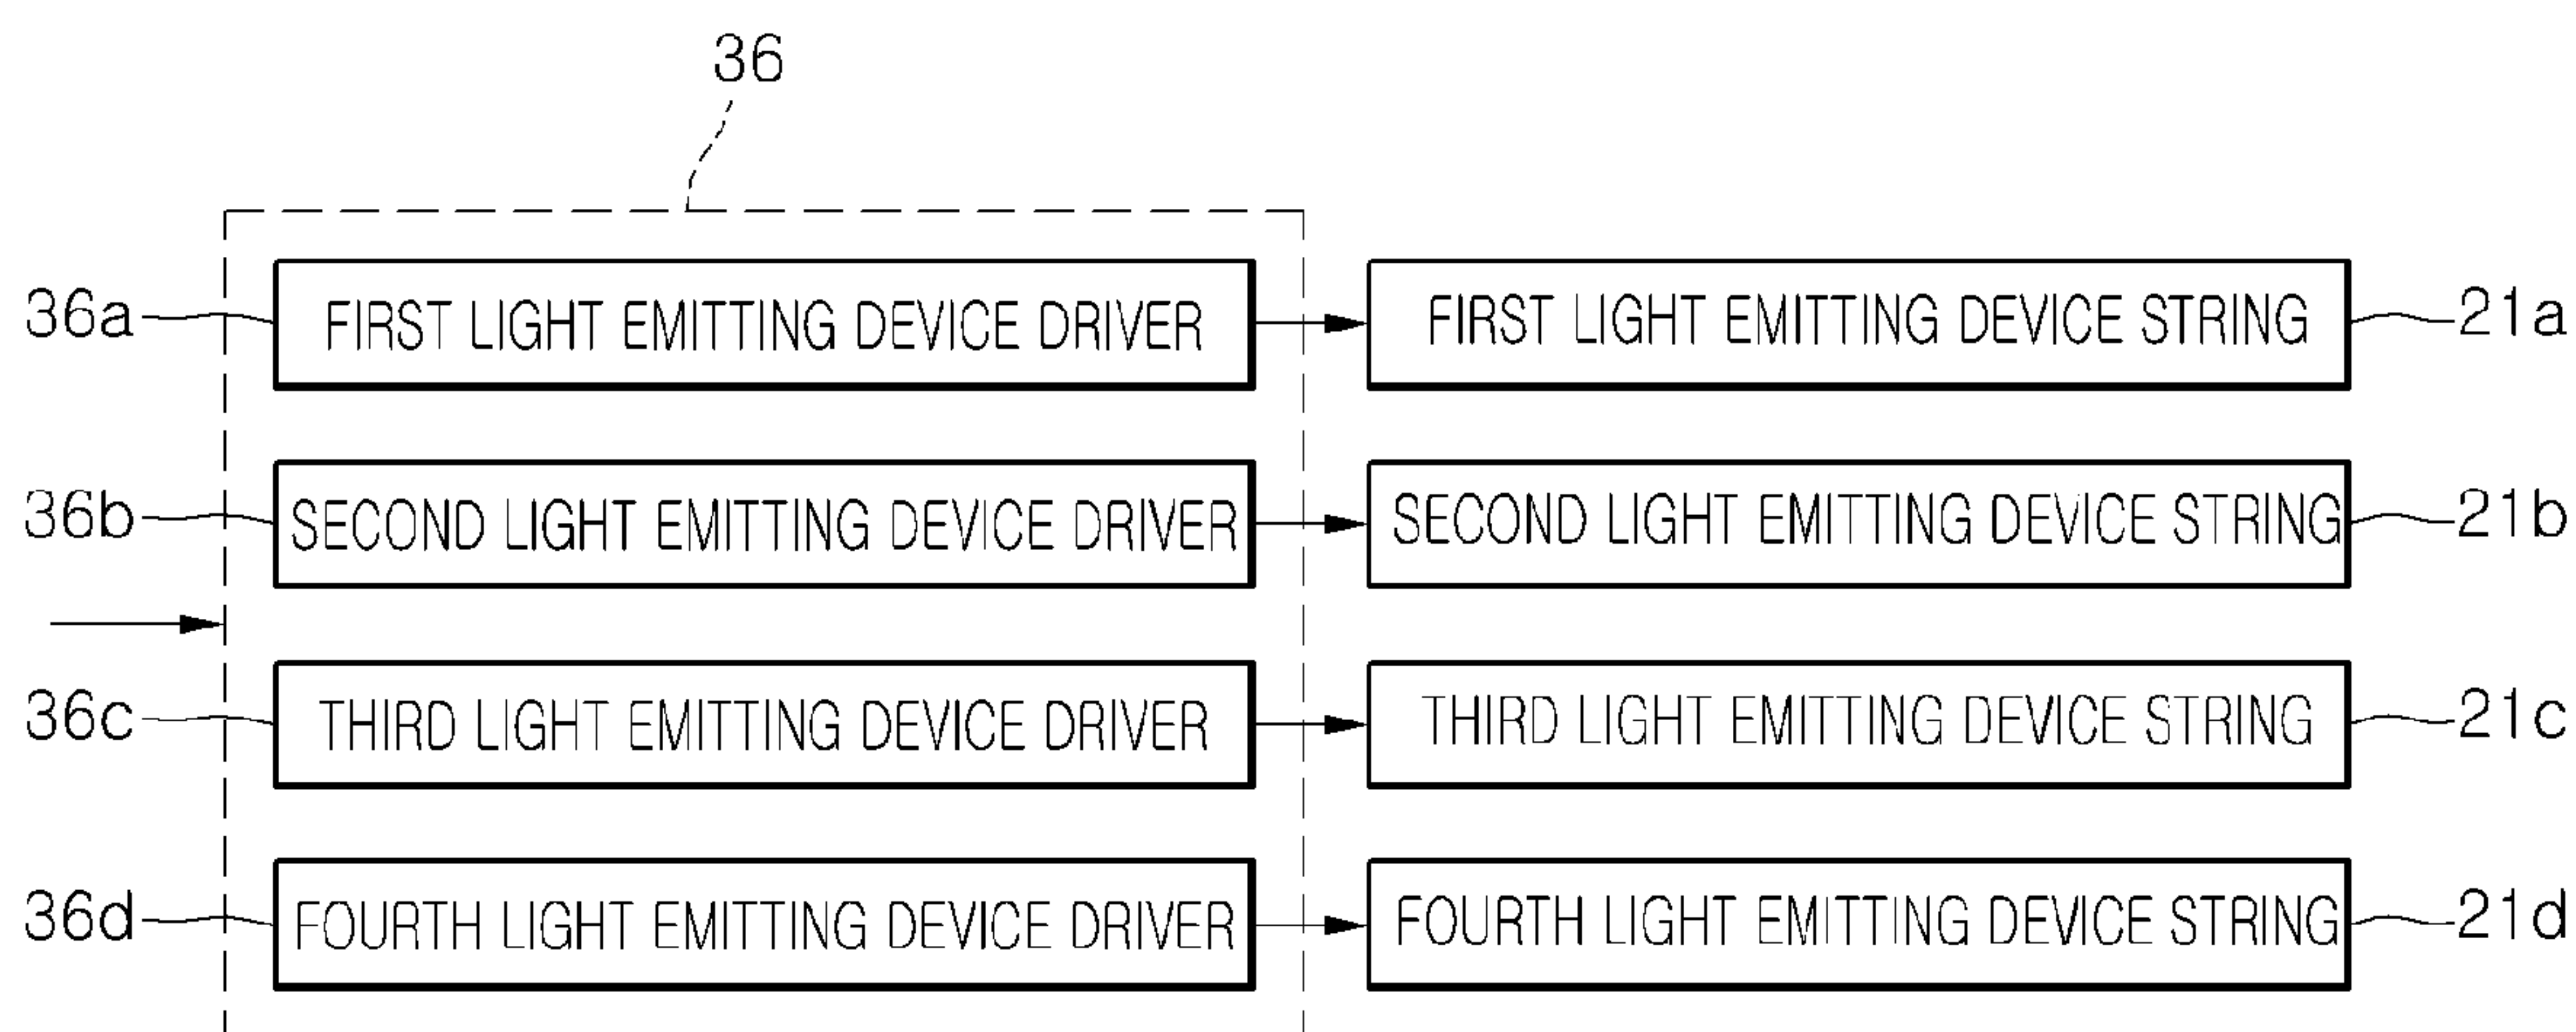 36
36a FIRST LIGHT EMITTING DEVICE DRIVER FIRST LIGHT EMITTING DEVICE STRING 21a
36b SECOND LIGHT EMITTING DEVICE DRIVER SECOND LIGHT EMITTING DEVICE STRING 21b
36c THIRD LIGHT EMITTING DEVICE DRIVER THIRD LIGHT EMITTING DEVICE STRING 21c
36d FOURTH LIGHT EMITTING DEVICE DRIVER FOURTH LIGHT EMITTING DEVICE STRING 21d